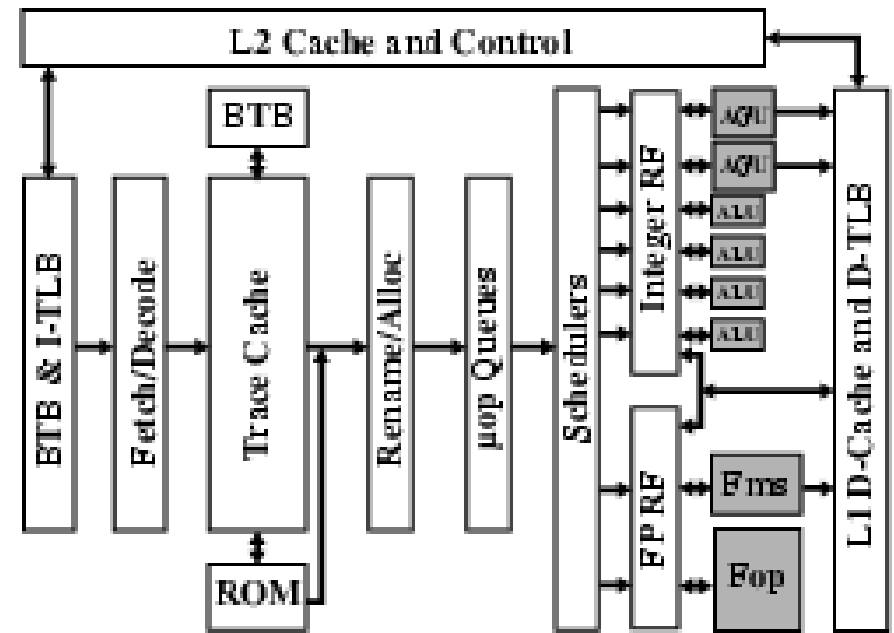 L2 Cache and Control
BTB
BTB & I-TLB
Fetch/Decode
Trace Cache
ROM
Rename/Alloc
µop Queues
Schedulers
Integer RF
FP RF
AGU
AGU
ALU
ALU
ALU
ALU
Fms
Fop
L1 D-Cache and D-TLB